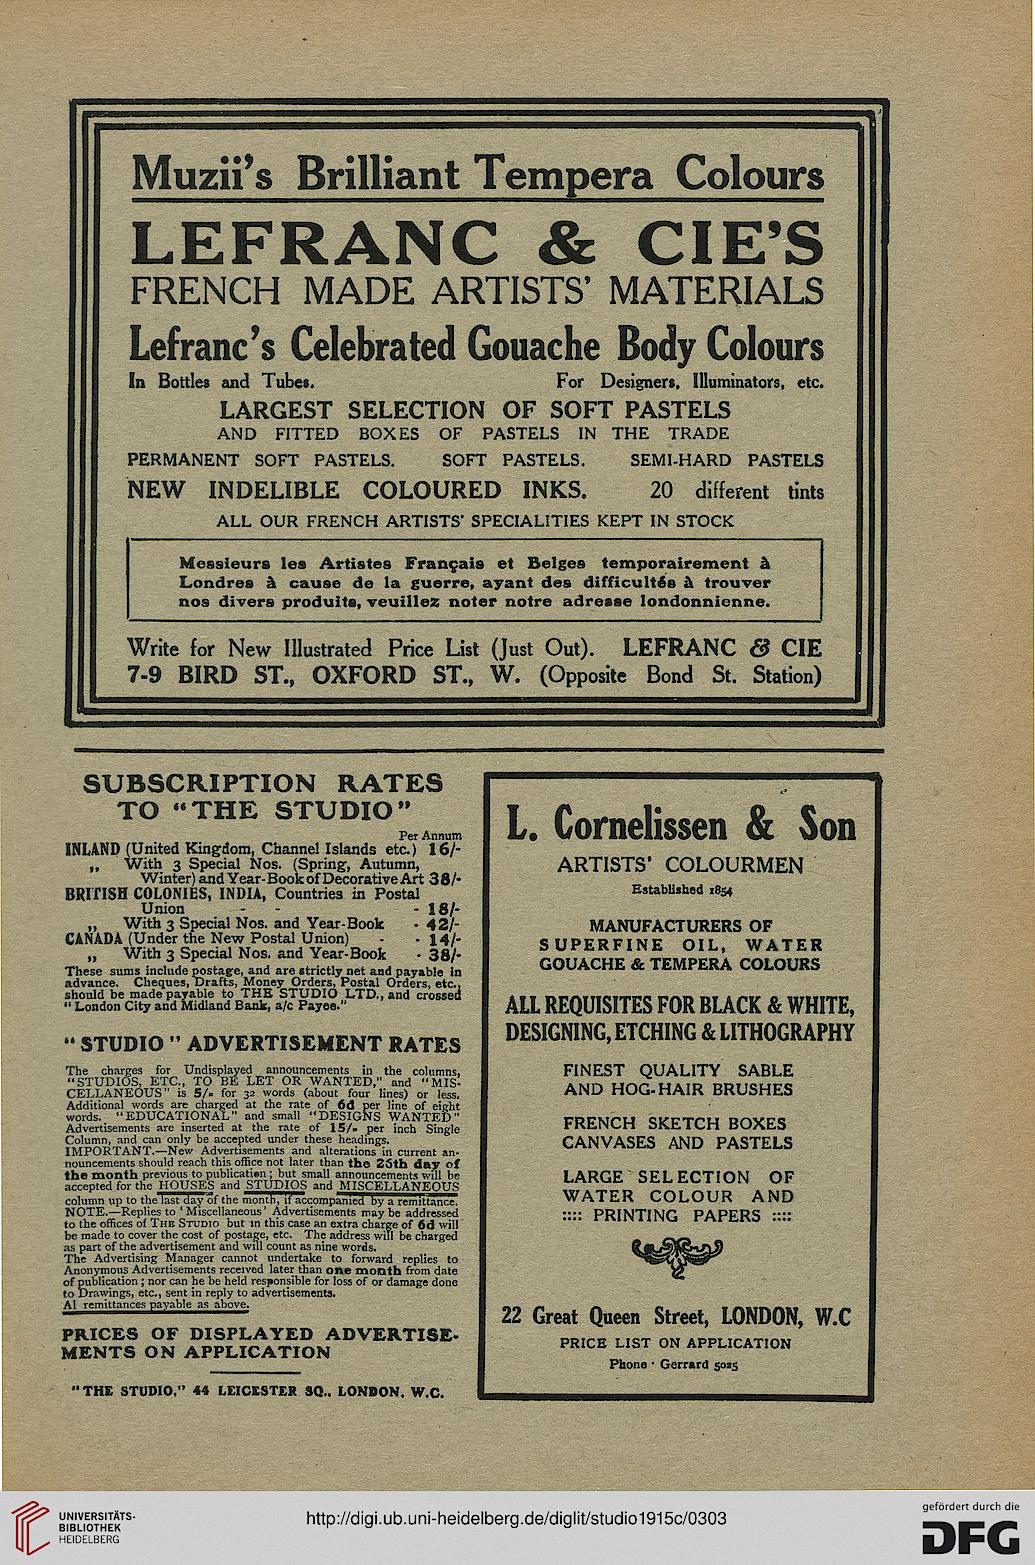 Muzii's Brilliant Tempera Colours
LEFRANC & CIE'S
FRENCH MADE ARTISTS' MATERIALS
Lefranc's Celebrated Gouache Body Colours
In Bottles and Tubes. For Designers, Illuminators, etc.
LARGEST SELECTION OF SOFT PASTELS
AND FITTED BOXES OF PASTELS IN THE TRADE
PERMANENT SOFT PASTELS. SOFT PASTELS. SEMI-HARD PASTELS
NEW INDELIBLE COLOURED INKS. 20 different tints
ALL OUR FRENCH ARTISTS' SPECIALITIES KEPT IN STOCK
Messieurs les Artistes Français et Belges temporairement à
Londres à cause de la guerre, ayant des difficultés à trouver
nos divers produits, veuillez noter notre adresse londonnienne.
Write for New Illustrated Price List (Just Out). LEFRANC & CIE
7-9 BIRD ST., OXFORD ST., W. (Opposite Bond St. Station)
SUBSCRIPTION RATES
TO "THE STUDIO"
Per Annum
INLAND (United Kingdom, Channel Islands etc.) 16/-
,, With 3 Special Nos. (Spring, Autumn,
Winter) and Year-Book of Decorative Art 38/-
BRITISH COLONIES, INDIA, Countries in Postal
Union - - - 18/-
,, With 3 Special Nos. and Year-Book - 42/-
CANADA (Under the New Postal Union) - - 14/-
,, With 3 Special Nos. and Year-Book - 38/-
These sums include postage, and are strictly net and payable in
advance. Cheques, Drafts, Money Orders, Postal Orders, etc.,
should be made payable to THE STUDIO LTD., and crossed
"London City and Midland Bank, a/c Payee."
"STUDIO" ADVERTISEMENT RATES
The charges for Undisplayed announcements in the columns,
"STUDIOS, ETC., TO BE LET OR WANTED," and "MIS-
CELLANEOUS" is 5/- for 32 words (about four lines) or less.
Additional words are charged at the rate of 6d per line of eight
words. "EDUCATIONAL" and small "DESIGNS WANTED"
Advertisements are inserted at the rate of 15/- per inch Single
Column, and can only be accepted under these headings.
IMPORTANT.—New Advertisements and alterations in current an-
nouncements should reach this office not later than the 25th day of
the month previous to publication; but small announcements will be
accepted for the HOUSES and STUDIOS and MISCELLANEOUS
column up to the last day of the month, if accompanied by a remittance.
NOTE.—Replies to 'Miscellaneous' Advertisements may be addressed
to the offices of THE STUDIO but in this case an extra charge of 6d will
be made to cover the cost of postage, etc. The address will be charged
as part of the advertisement and will count as nine words.
The Advertising Manager cannot undertake to forward replies to
Anonymous Advertisements received later than one month from date
of publication; nor can he be held responsible for loss of or damage done
to Drawings, etc., sent in reply to advertisements.
Al remittances payable as above.
PRICES OF DISPLAYED ADVERTISE-
MENTS ON APPLICATION
"THE STUDIO," 44 LEICESTER SQ., LONDON, W.C.
L. Cornelissen & Son
ARTISTS' COLOURMEN
Established 1854
MANUFACTURERS OF
SUPERFINE OIL, WATER
GOUACHE & TEMPERA COLOURS
ALL REQUISITES FOR BLACK & WHITE,
DESIGNING, ETCHING & LITHOGRAPHY
FINEST QUALITY SABLE
AND HOG-HAIR BRUSHES
FRENCH SKETCH BOXES
CANVASES AND PASTELS
LARGE SELECTION OF
WATER COLOUR AND
:::: PRINTING PAPERS ::::
22 Great Queen Street, LONDON, W.C
PRICE LIST ON APPLICATION
Phone · Gerrard 5025
UNIVERSITÄTS-
BIBLIOTHEK
HEIDELBERG
http://digi.ub.uni-heidelberg.de/diglit/studio1915c/0303
gefördert durch die
DFG